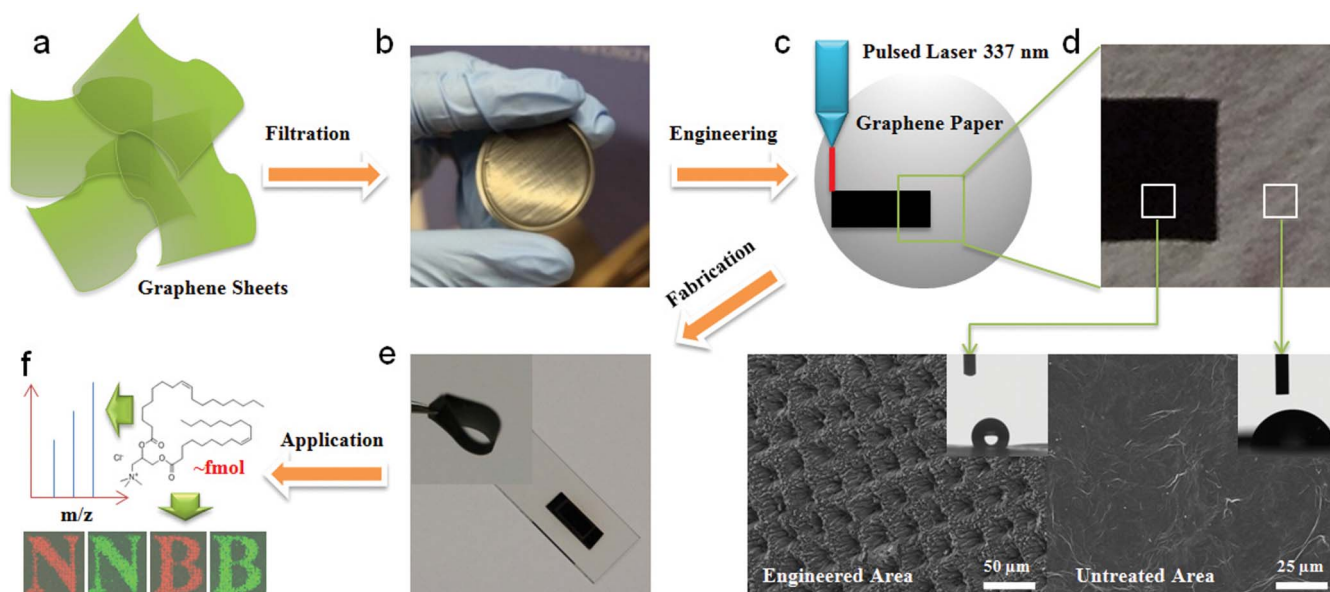 a
b
c
d
Pulsed Laser 337 nm
Filtration
Engineering
Graphene Paper
Graphene Sheets
Fabrication
f
e
Application
O
O
O
O
Cl⁻
N⁺
~fmol
m/z
N N B B
Engineered Area
50 µm
Untreated Area
25 µm